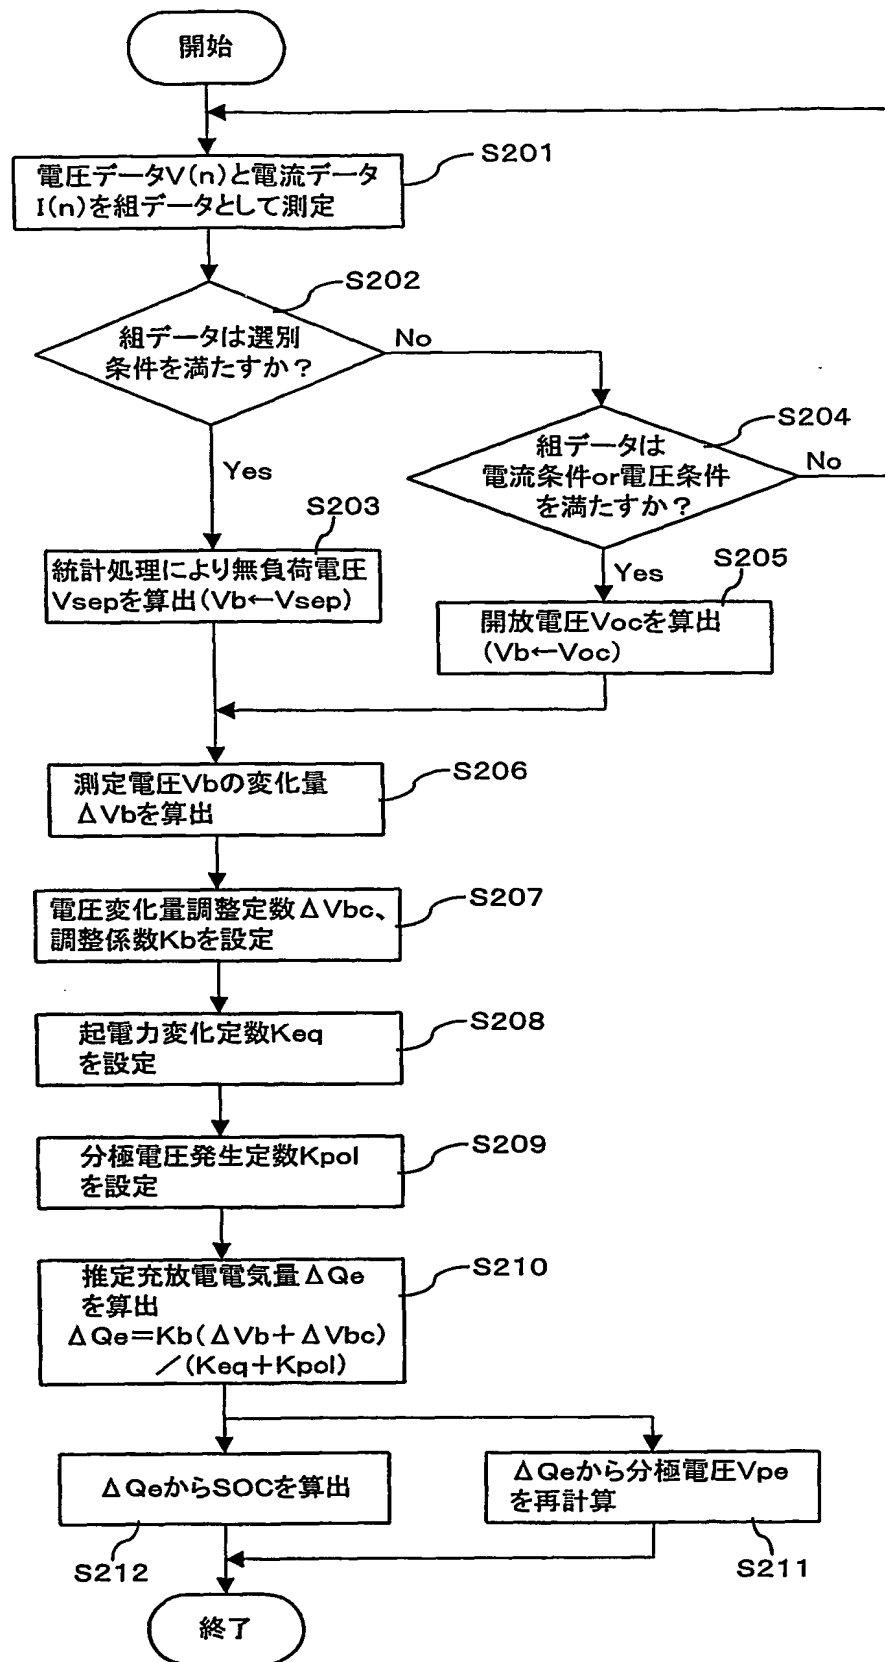 開始
S201
電圧データV(n)と電流データ
I(n)を組データとして測定
S202
組データは選別
条件を満たすか?
No
S204
組データは
電流条件or電圧条件
を満たすか?
No
Yes
S203
統計処理により無負荷電圧
Vsepを算出(Vb←Vsep)
Yes
S205
開放電圧Vocを算出
(Vb←Voc)
S206
測定電圧Vbの変化量
ΔVbを算出
S207
電圧変化量調整定数ΔVbc、
調整係数Kbを設定
S208
起電力変化定数Keq
を設定
S209
分極電圧発生定数Kpol
を設定
S210
推定充放電電気量ΔQe
を算出
ΔQe=Kb(ΔVb+ΔVbc)
/(Keq+Kpol)
ΔQeからSOCを算出
S212
ΔQeから分極電圧Vpe
を再計算
S211
終了